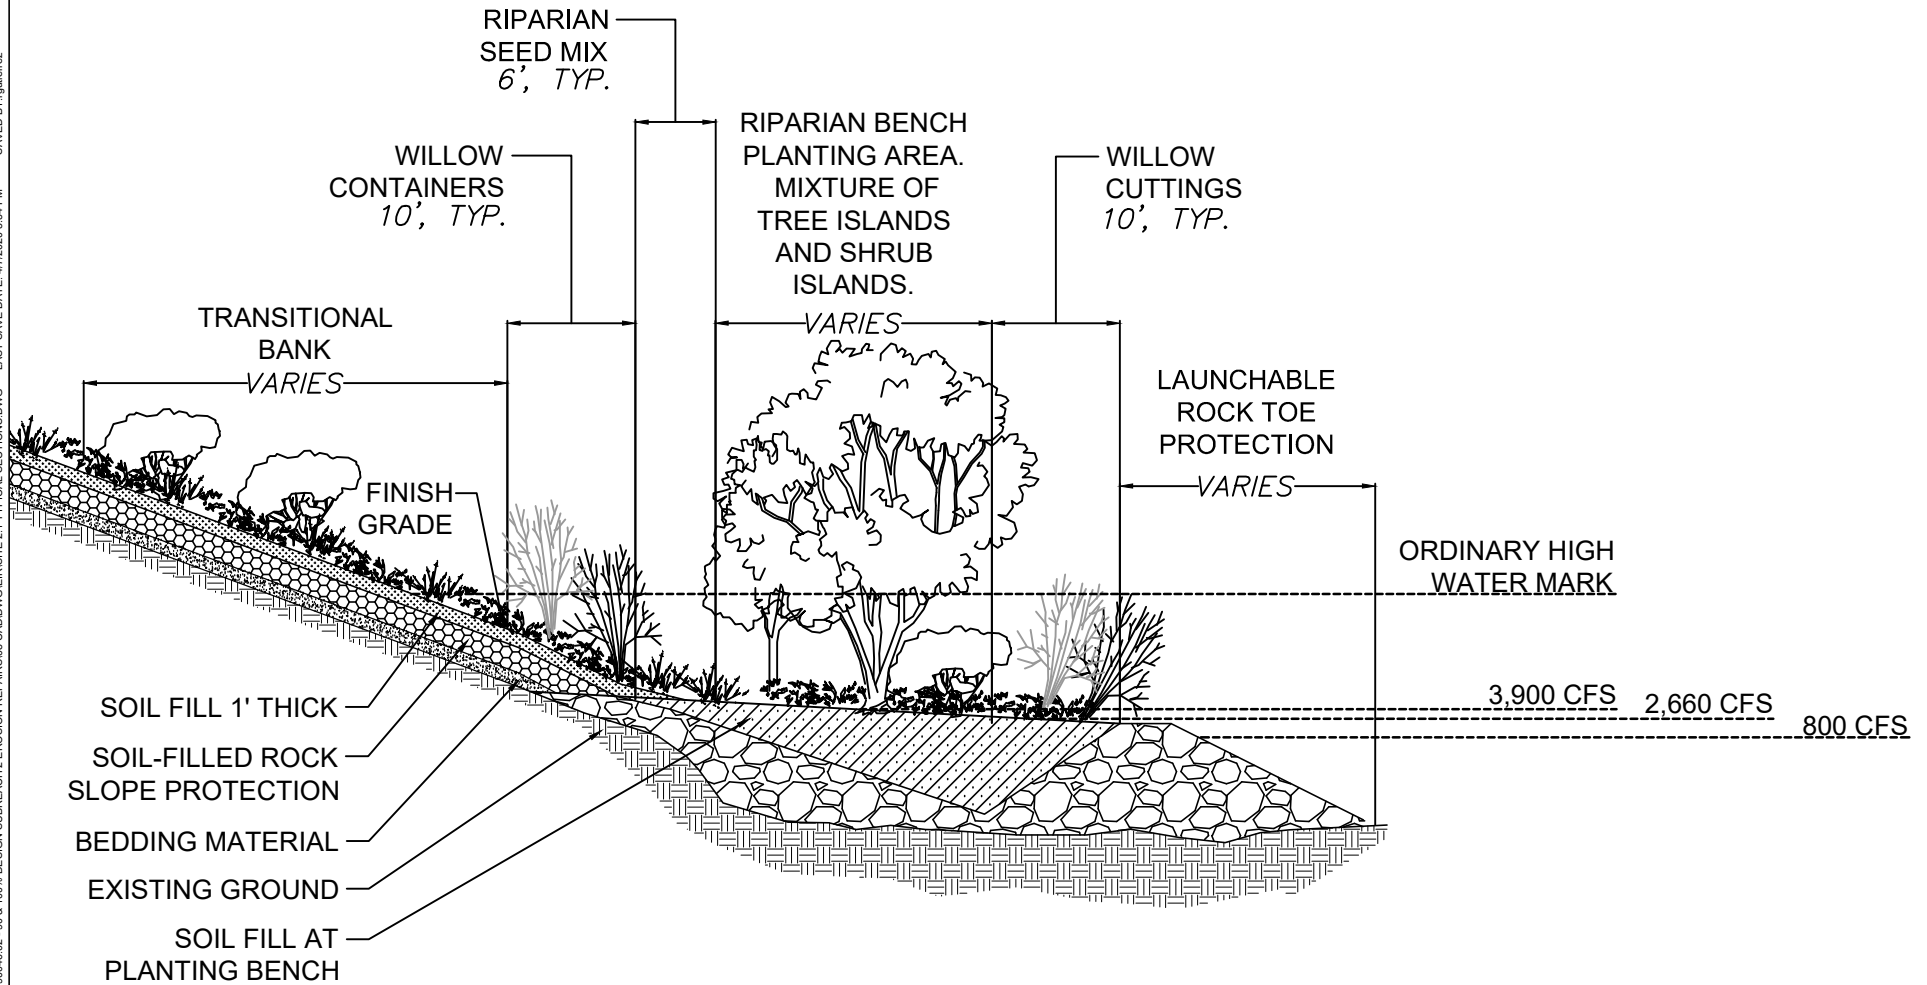 RIPARIAN
SEED MIX
6', TYP.
WILLOW
CONTAINERS
10', TYP.
RIPARIAN BENCH
PLANTING AREA.
MIXTURE OF
TREE ISLANDS
AND SHRUB
ISLANDS.
VARIES
WILLOW
CUTTINGS
10', TYP.
TRANSITIONAL
BANK
VARIES
LAUNCHABLE
ROCK TOE
PROTECTION
VARIES
FINISH
GRADE
ORDINARY HIGH
WATER MARK
3,900 CFS
2,660 CFS
800 CFS
SOIL FILL 1' THICK
SOIL-FILLED ROCK
SLOPE PROTECTION
BEDDING MATERIAL
EXISTING GROUND
SOIL FILL AT
PLANTING BENCH